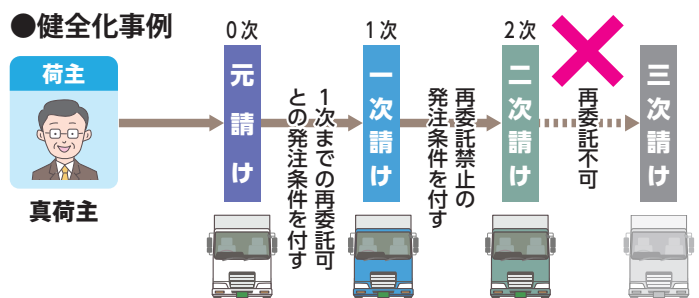 ●健全化事例
荷主
真荷主
0次
元請け
1次までの再委託可
との発注条件を付す
1次
一次請け
再委託禁止の
発注条件を付す
2次
二次請け
再委託不可
三次請け